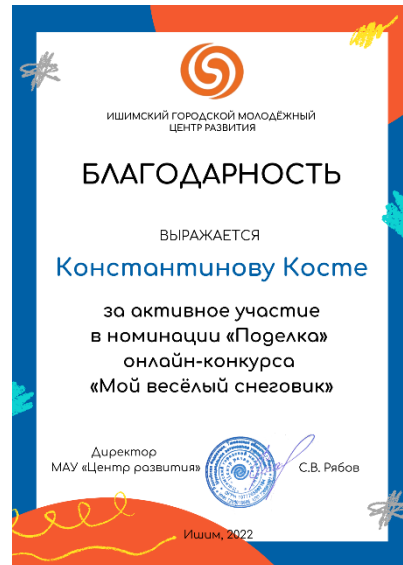 ИШИМСКИЙ ГОРОДСКОЙ МОЛОДЁЖНЫЙ
ЦЕНТР РАЗВИТИЯ
БЛАГОДАРНОСТЬ
ВЫРАЖАЕТСЯ
Константинову Косте
за активное участие
в номинации «Поделка»
онлайн-конкурса
«Мой весёлый снеговик»
Директор
МАУ «Центр развития»
С.В. Рябов
Ишим, 2022